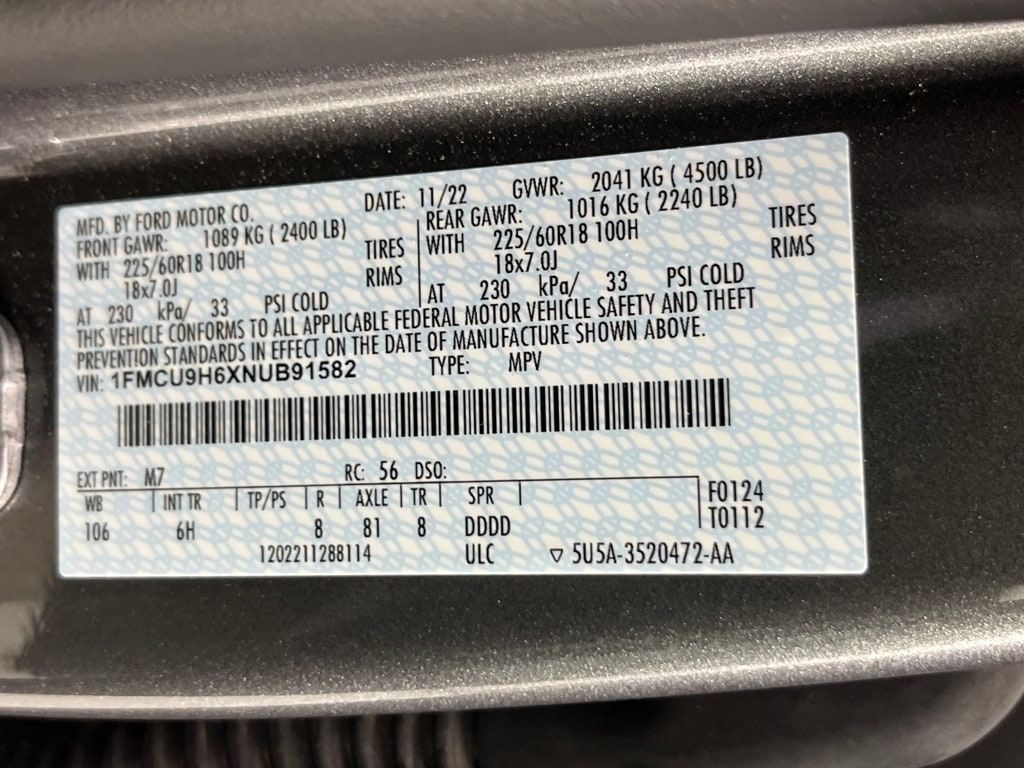 MFD. BY FORD MOTOR CO. DATE: 11/22 GVWR: 2041 KG ( 4500 LB)
FRONT GAWR: 1089 KG ( 2400 LB) REAR GAWR: 1016 KG ( 2240 LB)
WITH 225/60R18 100H TIRES WITH 225/60R18 100H TIRES
18x7.0J RIMS 18x7.0J RIMS
AT 230 kPa/ 33 PSI COLD AT 230 kPa/ 33 PSI COLD
THIS VEHICLE CONFORMS TO ALL APPLICABLE FEDERAL MOTOR VEHICLE SAFETY AND THEFT
PREVENTION STANDARDS IN EFFECT ON THE DATE OF MANUFACTURE SHOWN ABOVE.
VIN: 1FMCU9H6XNUB91582 TYPE: MPV
EXT PNT: M7 RC: 56 DSO:
WB INT TR TP/PS R AXLE TR SPR F0124
106 6H 8 81 8 DDDD T0112
1202211288114 ULC ▽ 5U5A-3520472-AA